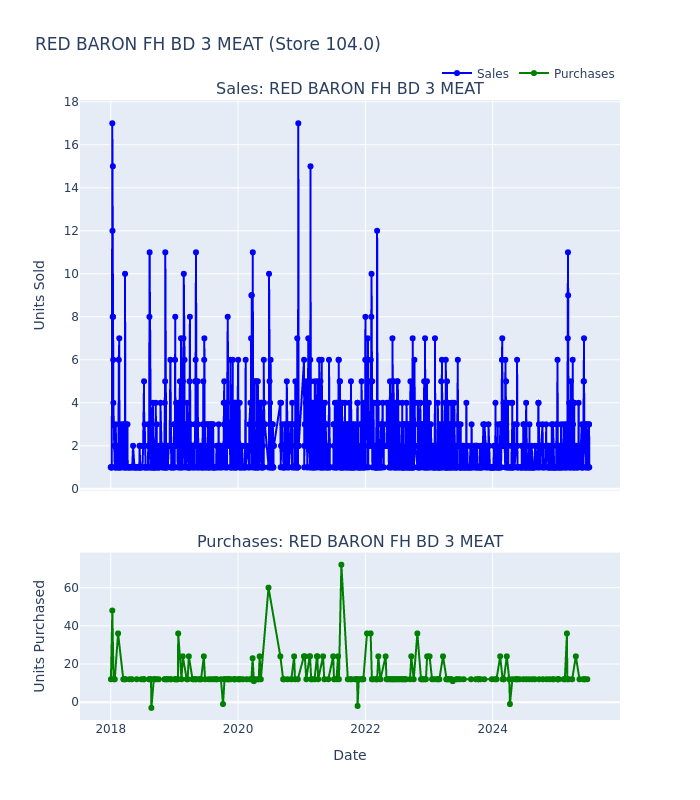 RED BARON FH BD 3 MEAT (Store 104.0)
Sales Purchases
Sales: RED BARON FH BD 3 MEAT
18
16
14
12
10
8
6
4
2
0
Units Sold
Purchases: RED BARON FH BD 3 MEAT
60
40
20
0
Units Purchased
2018 2020 2022 2024
Date